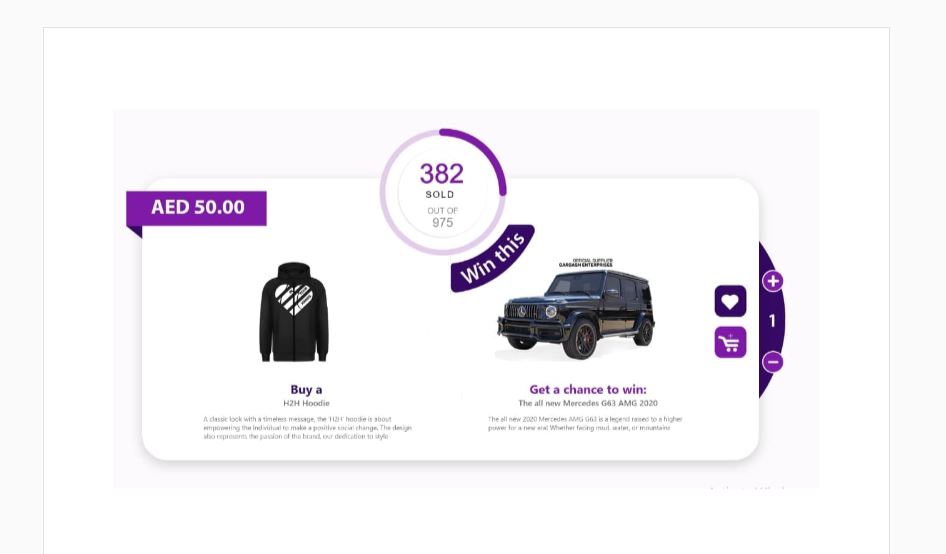 382
SOLD
OUT OF
975
AED 50.00
Win this
OFFICIAL SUPPLIER
GARGASH ENTERPRISES
1
Buy a
H2H Hoodie
A classic look with a timeless message, the 'H2H' hoodie is about
empowering the individual to make a positive social change. The design
also represents the passion of the brand, our dedication to style
Get a chance to win:
The all new Mercedes G63 AMG 2020
The all new 2020 Mercedes AMG G63 is a legend raised to a higher
power for a new era! Whether facing mud, water, or mountains